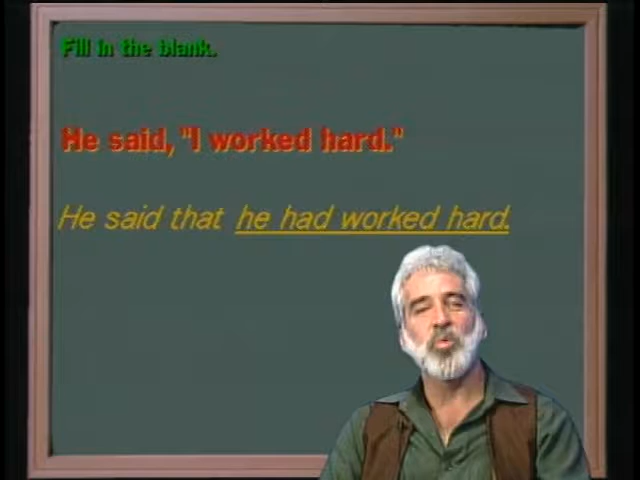 Fill in the blank.
He said, "I worked hard."
He said that he had worked hard.